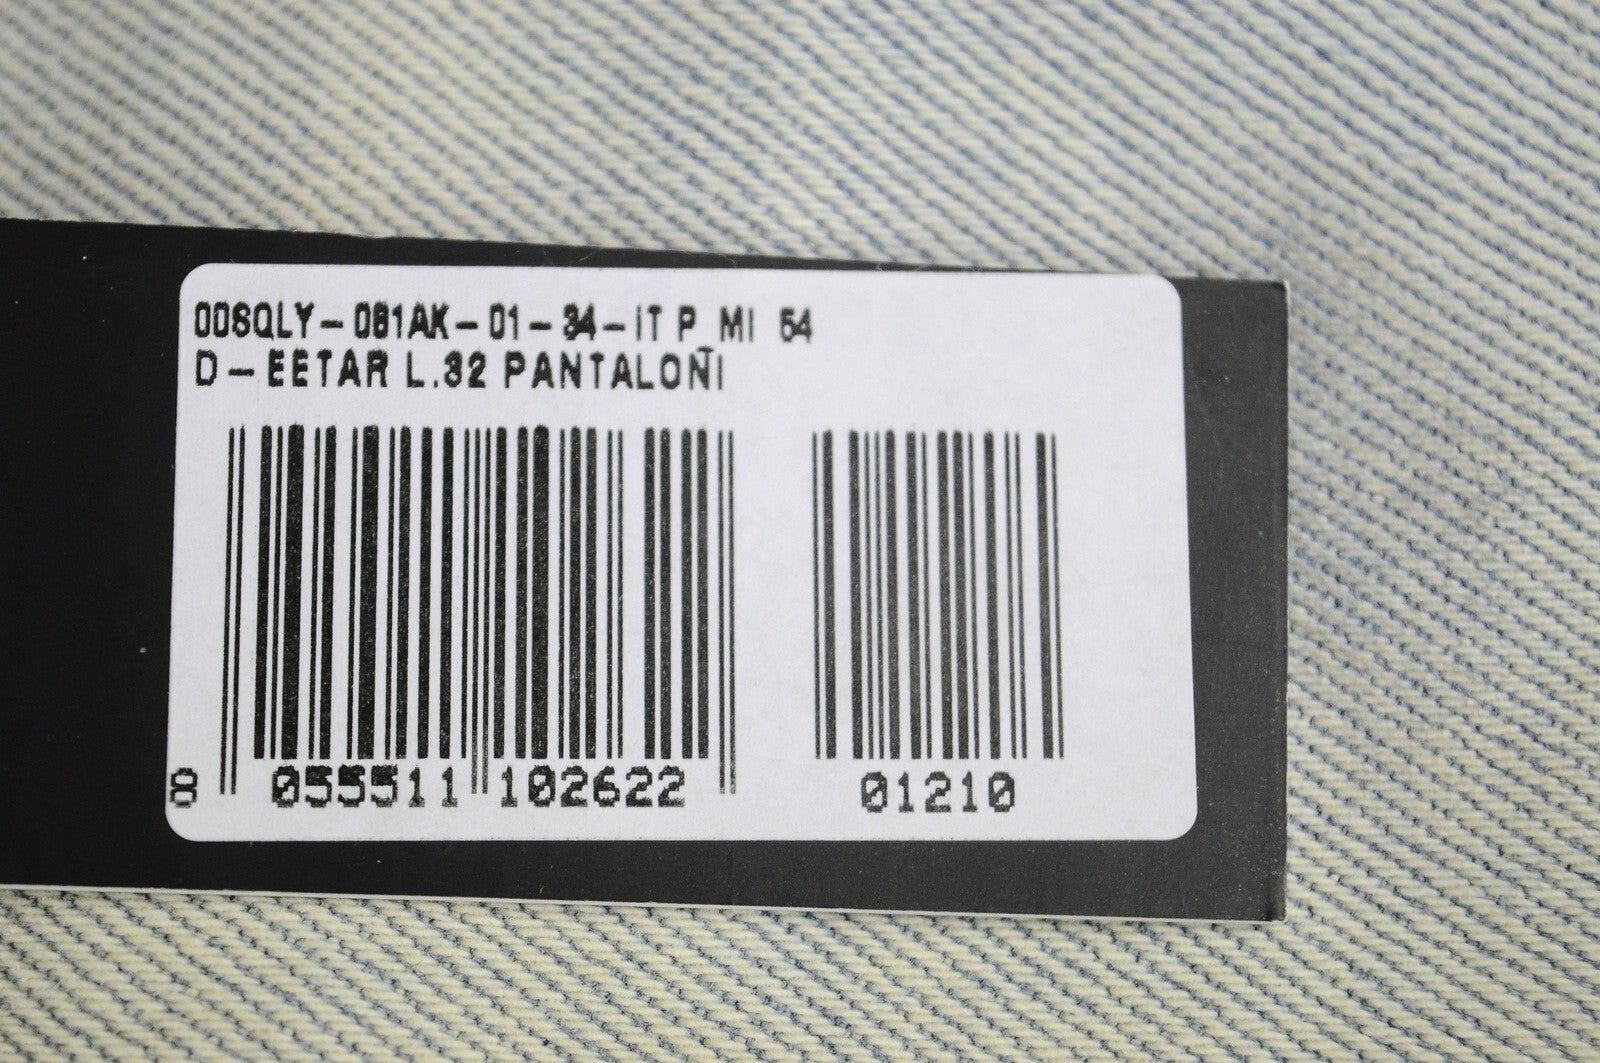 00SQLY-081AK-01-34-IT P MI 54
D-EETAR L.32 PANTALONI
8 055511 102622 01210